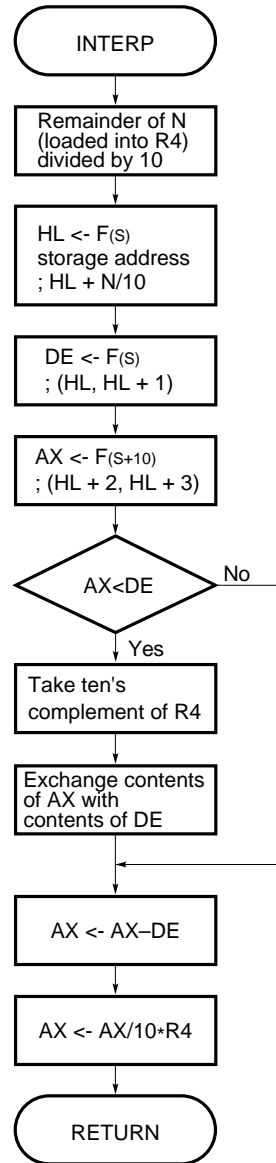 INTERP
Remainder of N
(loaded into R4)
divided by 10
HL <- F(S)
storage address
; HL + N/10
DE <- F(S)
; (HL, HL + 1)
AX <- F(S+10)
; (HL + 2, HL + 3)
AX<DE
No
Yes
Take ten's
complement of R4
Exchange contents
of AX with
contents of DE
AX <- AX–DE
AX <- AX/10*R4
RETURN